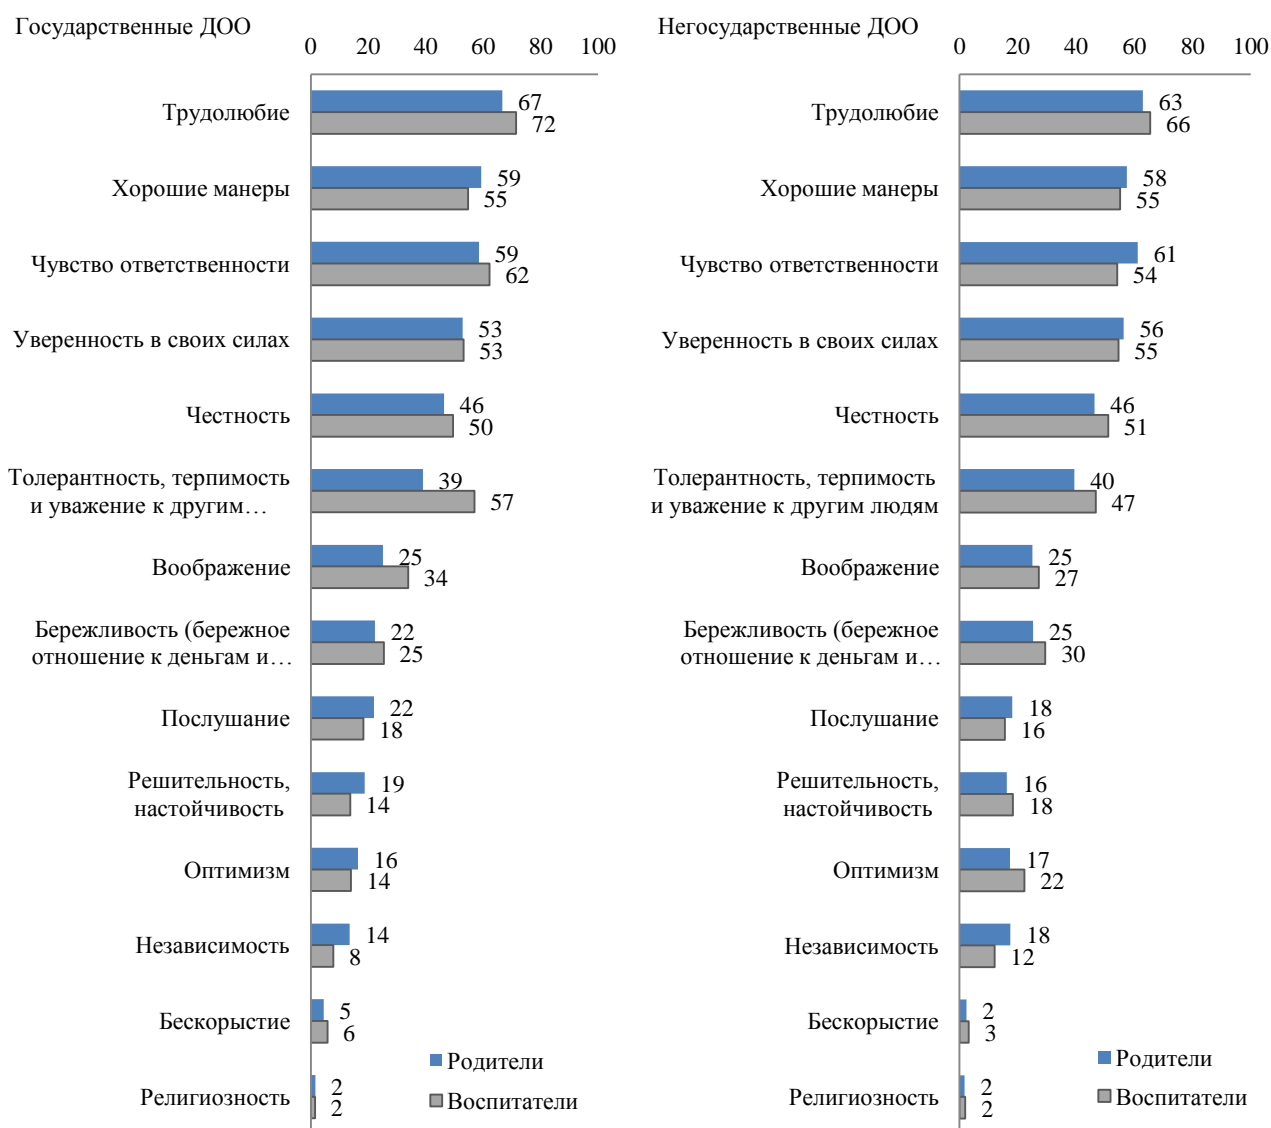 Государственные ДОО
0 20 40 60 80 100
Трудолюбие
67
72
Хорошие манеры
59
55
Чувство ответственности
59
62
Уверенность в своих силах
53
53
Честность
46
50
Толерантность, терпимость
и уважение к другим…
39
57
Воображение
25
34
Бережливость (бережное
отношение к деньгам и…
22
25
Послушание
22
18
Решительность,
настойчивость
19
14
Оптимизм
16
14
Независимость
14
8
Бескорыстие
5
6
Религиозность
2
2
Родители
Воспитатели
Негосударственные ДОО
0 20 40 60 80 100
Трудолюбие
63
66
Хорошие манеры
58
55
Чувство ответственности
61
54
Уверенность в своих силах
56
55
Честность
46
51
Толерантность, терпимость
и уважение к другим людям
40
47
Воображение
25
27
Бережливость (бережное
отношение к деньгам и…
25
30
Послушание
18
16
Решительность,
настойчивость
16
18
Оптимизм
17
22
Независимость
18
12
Бескорыстие
2
3
Религиозность
2
2
Родители
Воспитатели